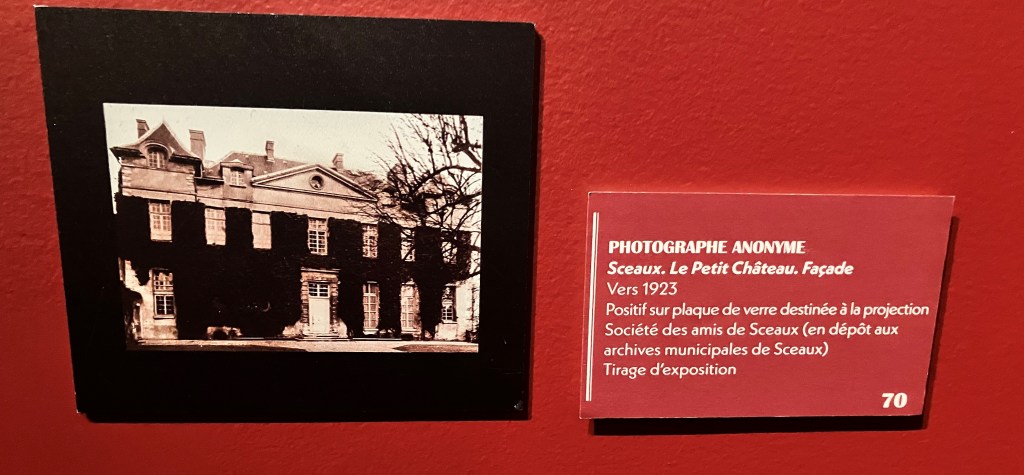 PHOTOGRAPHE ANONYME
Sceaux. Le Petit Château. Façade
Vers 1923
Positif sur plaque de verre destinée à la projection
Société des amis de Sceaux (en dépôt aux
archives municipales de Sceaux)
Tirage d'exposition
70